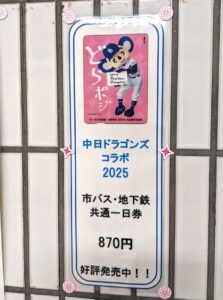 どらポジ
中日ドラゴンズ
コラボ
2025
市バス・地下鉄
共通一日券
870円
好評発売中!!